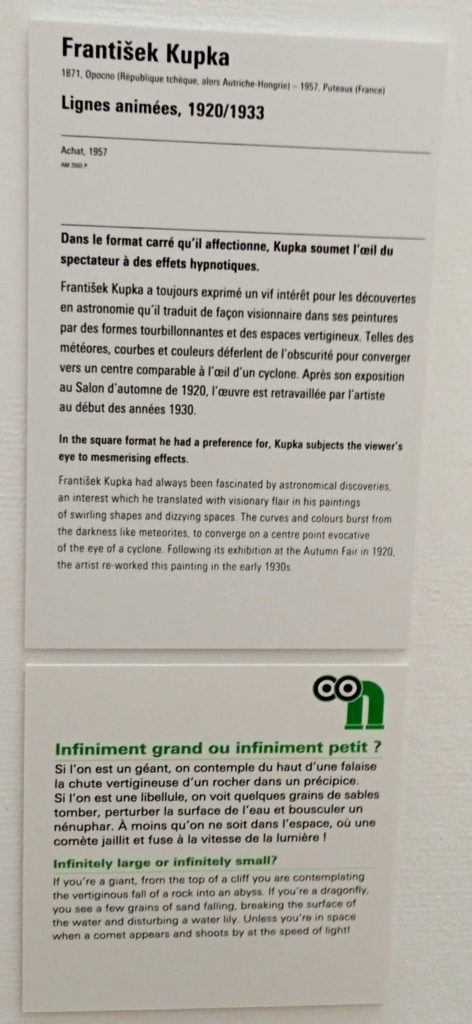 František Kupka
1871, Opocno (République tchèque, alors Autriche-Hongrie) – 1957, Puteaux (France)
Lignes animées, 1920/1933
Achat, 1957
Dans le format carré qu'il affectionne, Kupka soumet l'œil du
spectateur à des effets hypnotiques.
František Kupka a toujours exprimé un vif intérêt pour les découvertes
en astronomie qu'il traduit de façon visionnaire dans ses peintures
par des formes tourbillonnantes et des espaces vertigineux. Telles des
météores, courbes et couleurs déferlent de l'obscurité pour converger
vers un centre comparable à l'œil d'un cyclone. Après son exposition
au Salon d'automne de 1920, l'œuvre est retravaillée par l'artiste
au début des années 1930.
In the square format he had a preference for, Kupka subjects the viewer's
eye to mesmerising effects.
František Kupka had always been fascinated by astronomical discoveries,
an interest which he translated with visionary flair in his paintings
of swirling shapes and dizzying spaces. The curves and colours burst from
the darkness like meteorites, to converge on a centre point evocative
of the eye of a cyclone. Following its exhibition at the Autumn Fair in 1920,
the artist re-worked this painting in the early 1930s.
Infiniment grand ou infiniment petit ?
Si l'on est un géant, on contemple du haut d'une falaise
la chute vertigineuse d'un rocher dans un précipice.
Si l'on est une libellule, on voit quelques grains de sables
tomber, perturber la surface de l'eau et bousculer un
nénuphar. À moins qu'on ne soit dans l'espace, où une
comète jaillit et fuse à la vitesse de la lumière !
Infinitely large or infinitely small?
If you're a giant, from the top of a cliff you are contemplating
the vertiginous fall of a rock into an abyss. If you're a dragonfly,
you see a few grains of sand falling, breaking the surface of
the water and disturbing a water lily. Unless you're in space
when a comet appears and shoots by at the speed of light!